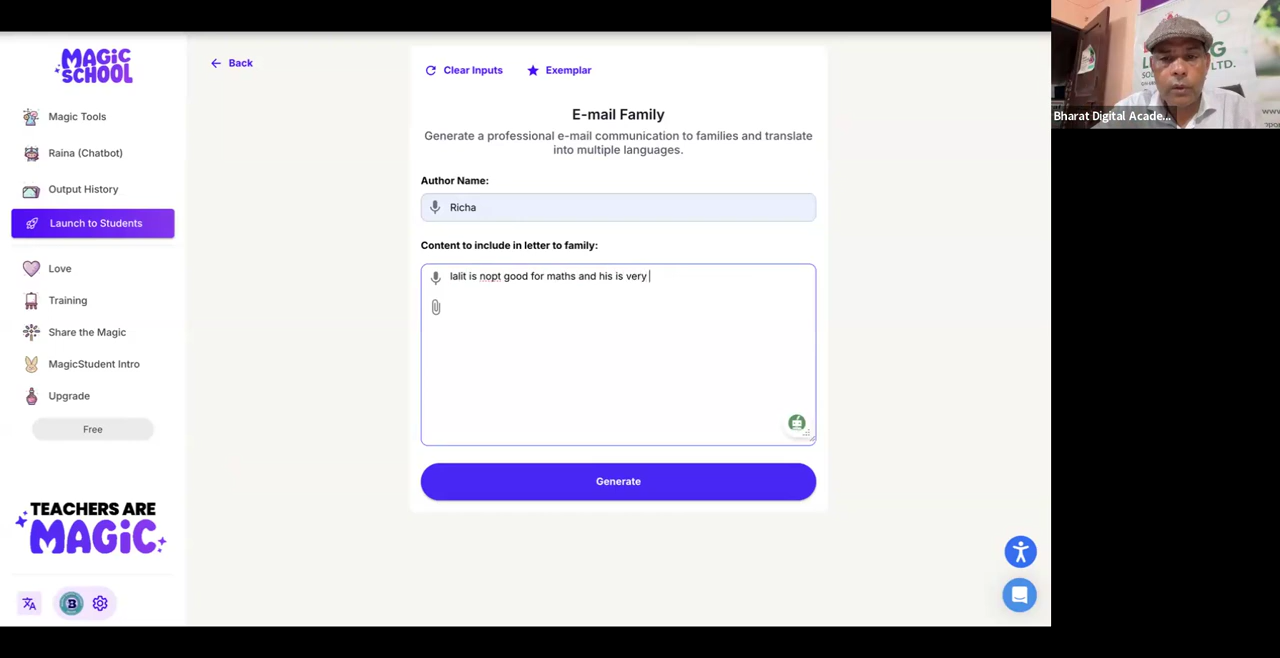 MAGIC
SCHOOL
Magic Tools
Raina (Chatbot)
Output History
Launch to Students
Love
Training
Share the Magic
MagicStudent Intro
Upgrade
Free
TEACHERS ARE
MAGIC
B
Back
Clear Inputs
Exemplar
E-mail Family
Generate a professional e-mail communication to families and translate
into multiple languages.
Author Name:
Richa
Content to include in letter to family:
lalit is nopt good for maths and his is very
Generate
LTD.
Bharat Digital Acade...